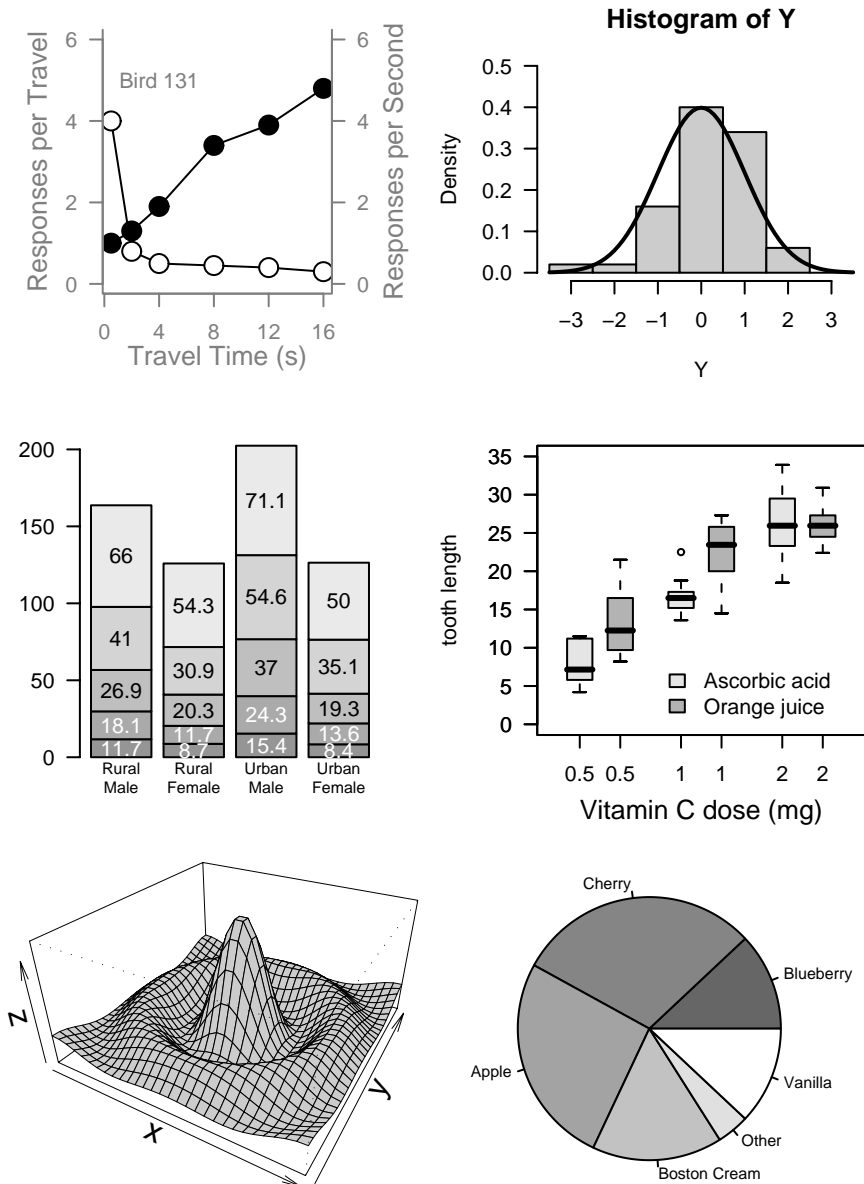 Bird 131
Responses per Travel
0
2
4
6
Responses per Second
0
2
4
6
0 4 8 12 16
Travel Time (s)
Histogram of Y
Density
0.0
0.1
0.2
0.3
0.4
0.5
−3 −2 −1 0 1 2 3
Y
200
150
100
50
0
66
41
26.9
18.1
11.7
54.3
30.9
20.3
11.7
8.7
71.1
54.6
37
24.3
15.4
50
35.1
19.3
13.6
8.4
Rural
Male
Rural
Female
Urban
Male
Urban
Female
tooth length
35
30
25
20
15
10
5
0
Ascorbic acid
Orange juice
0.5 0.5 1 1 2 2
Vitamin C dose (mg)
z
x
y
Cherry
Blueberry
Apple
Vanilla
Other
Boston Cream